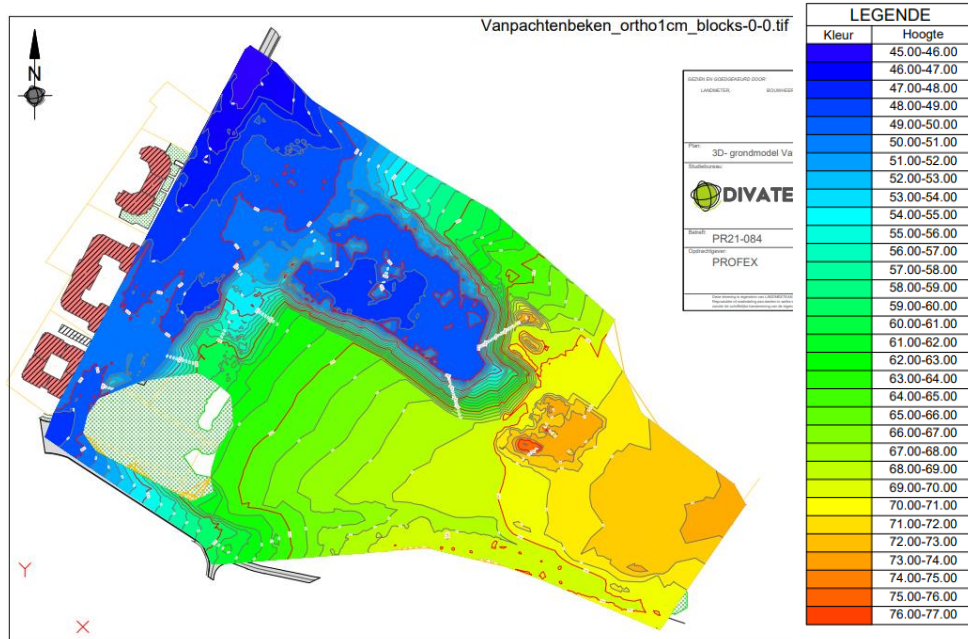 Vanpachtenbeken_ortho1cm_blocks-0-0.tif
N
GEZIEN EN GOEDGEKEURD DOOR
LANDMETER,
BOUWHEER
Plan:
3D- grondmodel Va
Studiebureau:
DIVATE
Betreft:
PR21-084
Opdrachtgever:
PROFEX
Y
X
LEGENDE
Kleur Hoogte
45.00-46.00
46.00-47.00
47.00-48.00
48.00-49.00
49.00-50.00
50.00-51.00
51.00-52.00
52.00-53.00
53.00-54.00
54.00-55.00
55.00-56.00
56.00-57.00
57.00-58.00
58.00-59.00
59.00-60.00
60.00-61.00
61.00-62.00
62.00-63.00
63.00-64.00
64.00-65.00
65.00-66.00
66.00-67.00
67.00-68.00
68.00-69.00
69.00-70.00
70.00-71.00
71.00-72.00
72.00-73.00
73.00-74.00
74.00-75.00
75.00-76.00
76.00-77.00